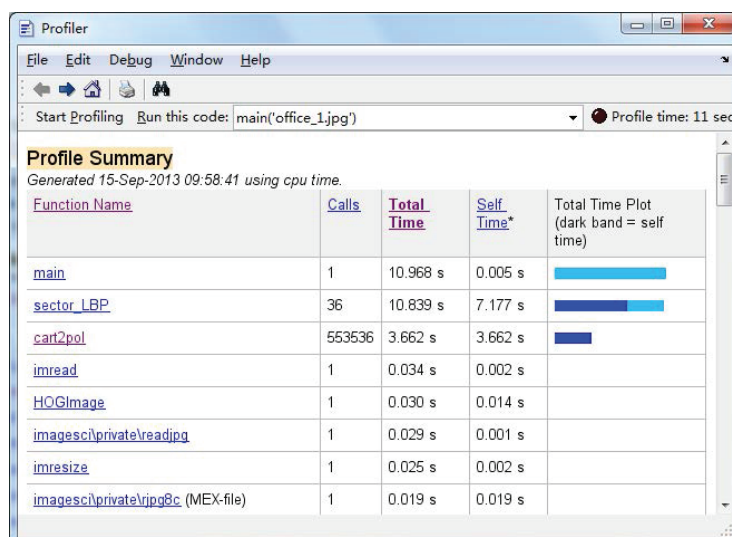 Profiler
File Edit Debug Window Help
Start Profiling Run this code: main('office_1.jpg') Profile time: 11 sec
Profile Summary
Generated 15-Sep-2013 09:58:41 using cpu time.
Function Name Calls Total Time Self Time* Total Time Plot (dark band = self time)
main 1 10.968 s 0.005 s
sector_LBP 36 10.839 s 7.177 s
cart2pol 553536 3.662 s 3.662 s
imread 1 0.034 s 0.002 s
HOGImage 1 0.030 s 0.014 s
imagesci\private\readjpg 1 0.029 s 0.001 s
imresize 1 0.025 s 0.002 s
imagesci\private\rjpg8c (MEX-file) 1 0.019 s 0.019 s